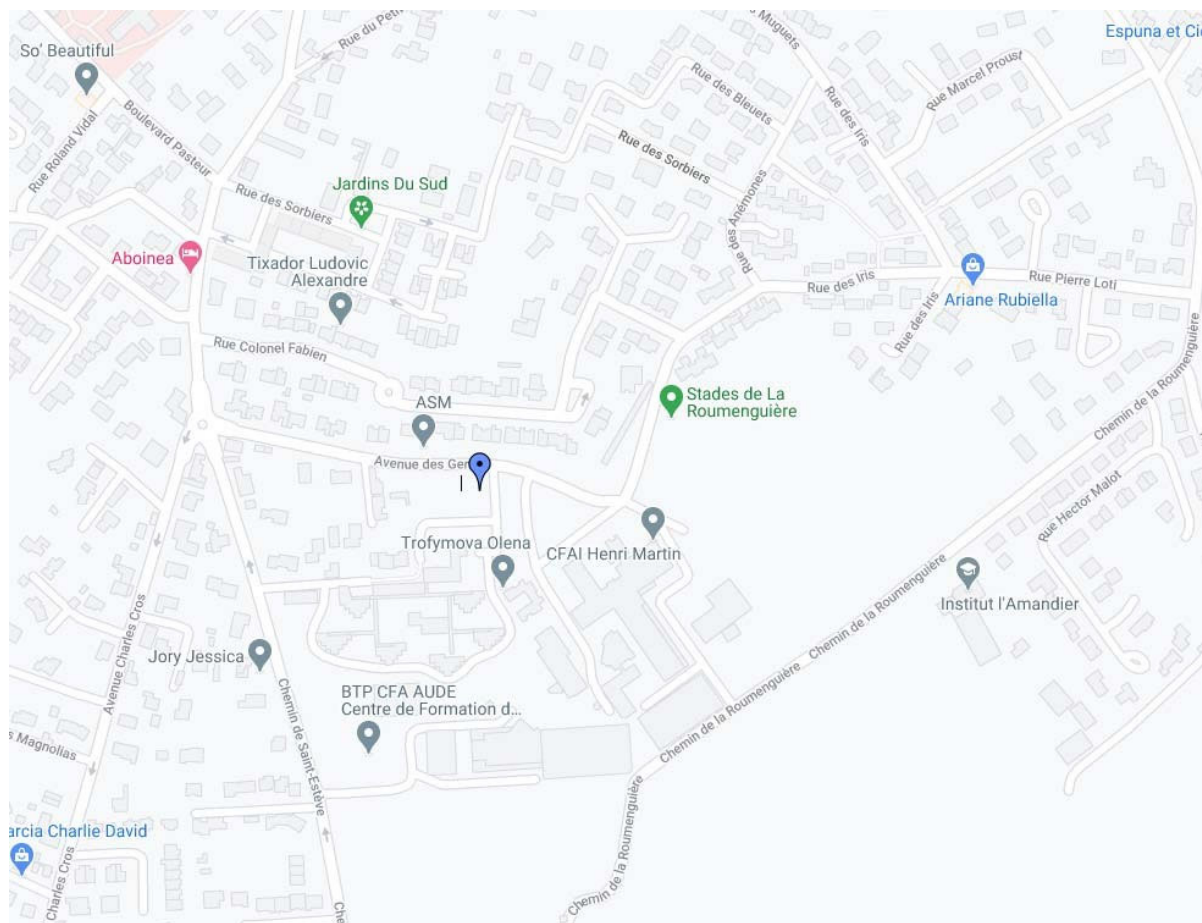 Espuna et Ci
So' Beautiful
Rue du Peti
Muguets
Rue Marcel Proust
Rue des Bleuets
Rue des Iris
Boulevard Pasteur
Rue Roland Vidal
Rue des Sorbiers
Jardins Du Sud
Rue des Sorbiers
Rue des Anémones
Aboinea
Tixador Ludovic
Alexandre
Rue des Iris
Rue Pierre Loti
Ariane Rubiella
Rue des Iris
Rue Colonel Fabien
Chemin de la Roumenguière
ASM
Stades de La
Roumenguière
Avenue des Ge
Rue Hector Malot
Trofymova Olena
CFAI Henri Martin
Chemin de la Roumenguière
Institut l'Amandier
Avenue Charles Cros
Jory Jessica
Chemin de la Roumenguière
Chemin de la Roumenguière
BTP CFA AUDE
Centre de Formation d...
Chemin de Saint-Estève
s Magnolias
Chemin de la Roumenguière
arcia Charlie David
Charles Cros
Che